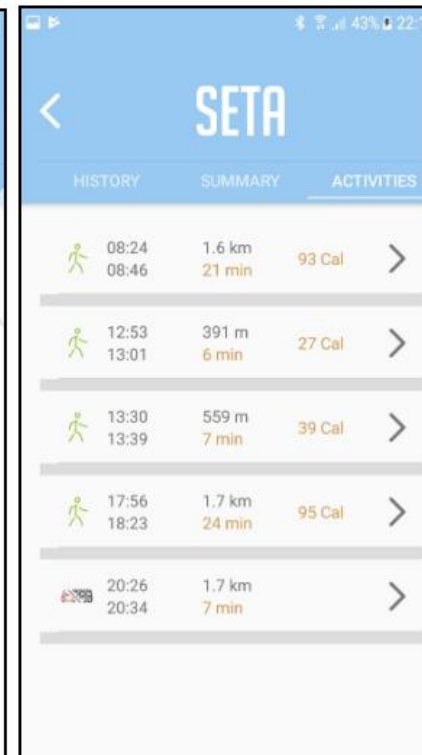 43% 22:1
SETA
HISTORY SUMMARY ACTIVITIES
08:24 1.6 km
93 Cal
08:46 21 min
12:53 391 m
27 Cal
13:01 6 min
13:30 559 m
39 Cal
13:39 7 min
17:56 1.7 km
95 Cal
18:23 24 min
20:26 1.7 km
20:34 7 min